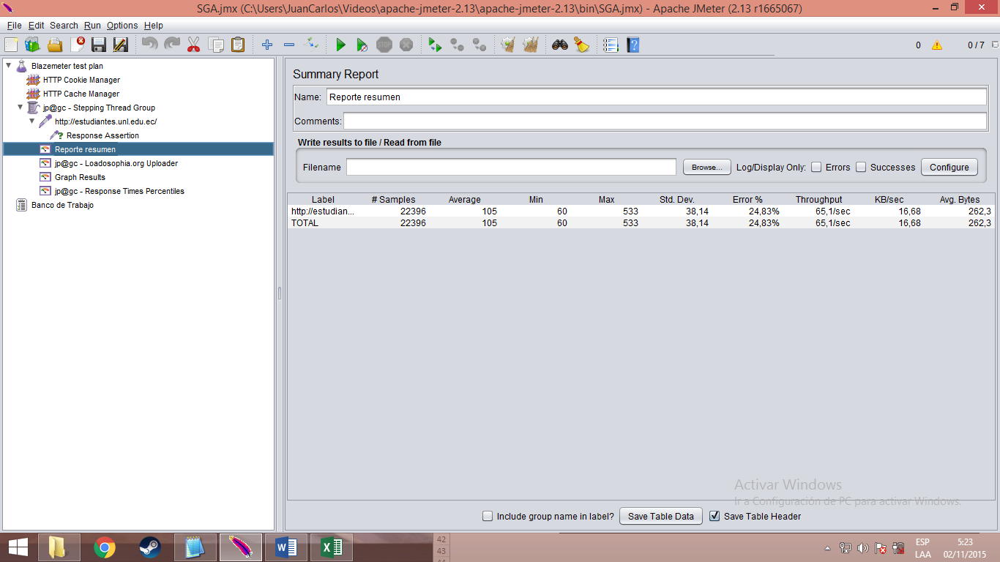 SGA.jmx (C:\Users\JuanCarlos\Videos\apache-jmeter-2.13\apache-jmeter-2.13\bin\SGA.jmx) - Apache JMeter (2.13 r1665067)
File Edit Search Run Options Help
STOP
0
0 / 7
Blazemeter test plan
HTTP Cookie Manager
HTTP Cache Manager
jp@gc - Stepping Thread Group
http://estudiantes.unl.edu.ec/
Response Assertion
Reporte resumen
jp@gc - Loadosophia.org Uploader
Graph Results
jp@gc - Response Times Percentiles
Banco de Trabajo
Summary Report
Name: Reporte resumen
Comments:
Write results to file / Read from file
Filename Browse... Log/Display Only: Errors Successes Configure
Label # Samples Average Min Max Std. Dev. Error % Throughput KB/sec Avg. Bytes
http://estudian... 22396 105 60 533 38,14 24,83% 65,1/sec 16,68 262,3
TOTAL 22396 105 60 533 38,14 24,83% 65,1/sec 16,68 262,3
Activar Windows
Ir a Configuración de PC para activar Windows.
Include group name in label? Save Table Data Save Table Header
42
43
44
ESP
LAA
5:23
02/11/2015